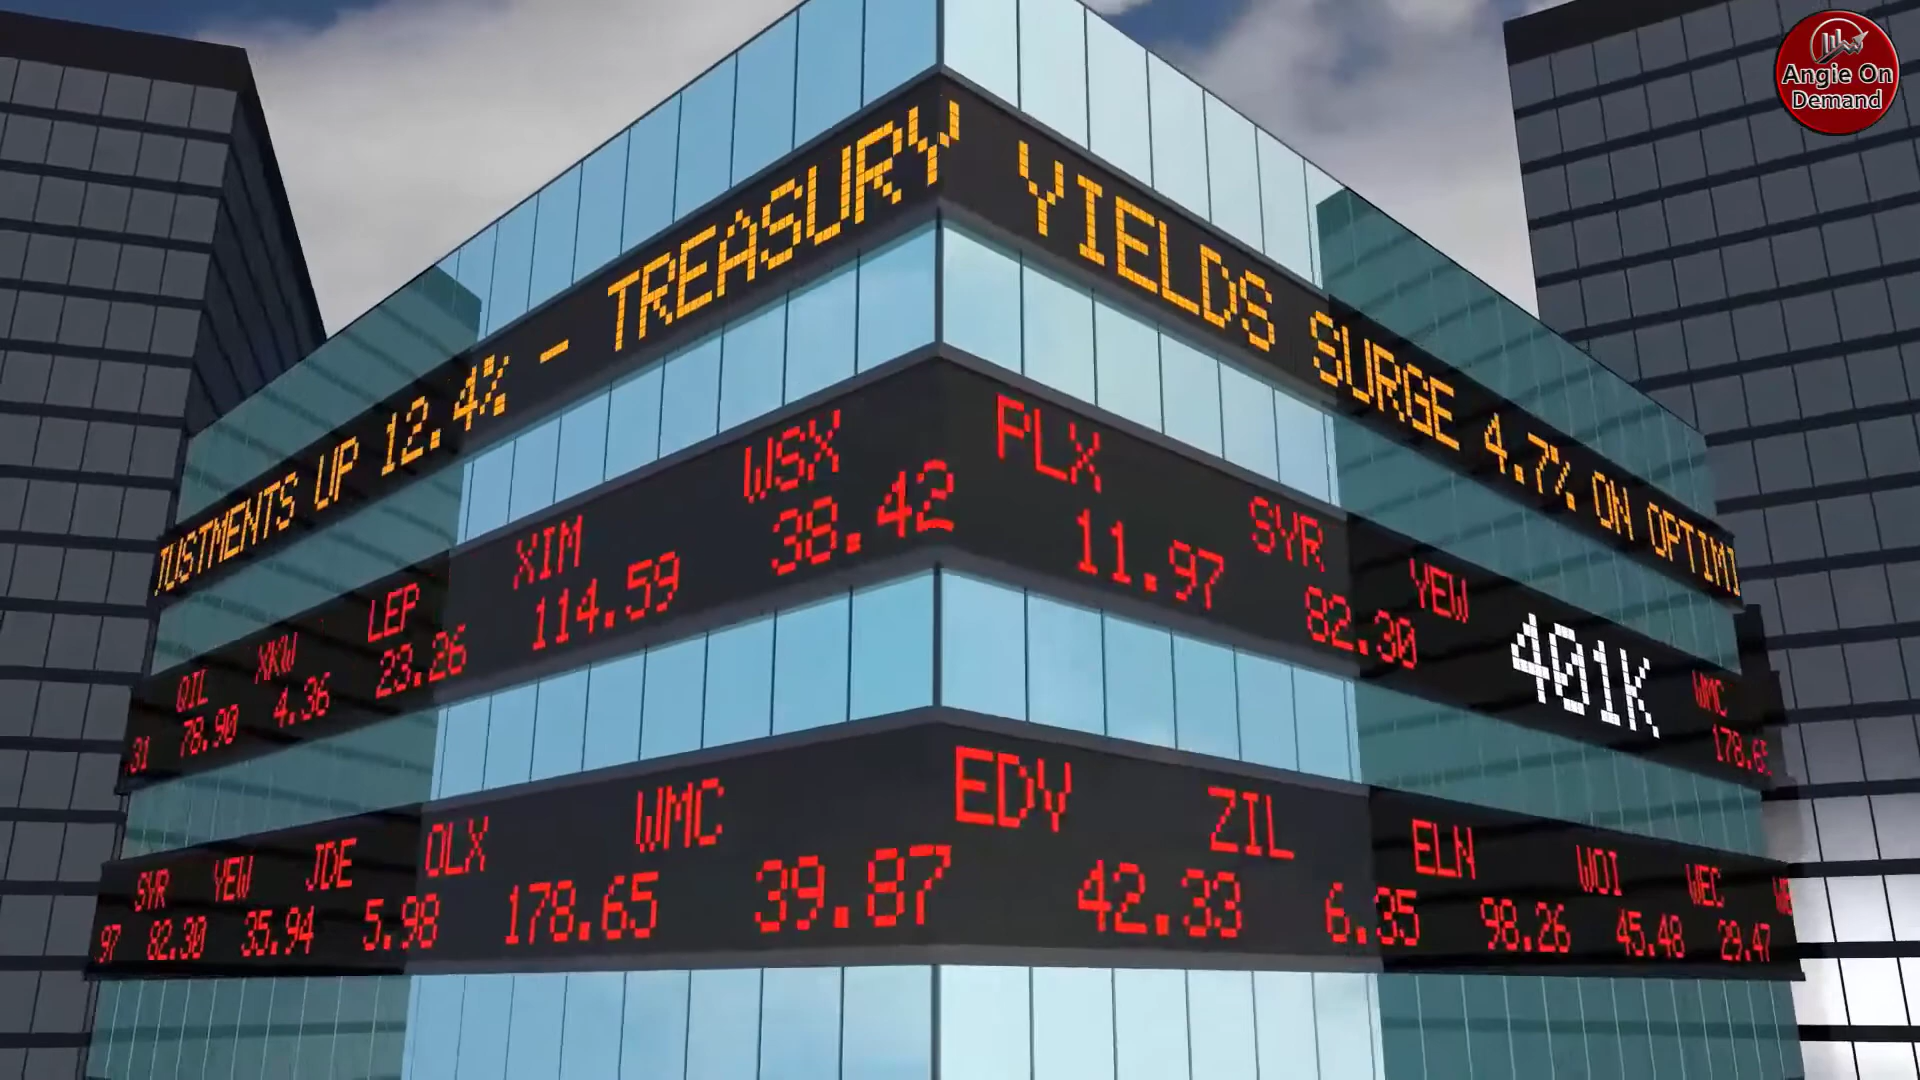 Angie On
Demand
JUSTMENTS UP 12.4% - TREASURY YIELDS SURGE 4.7% ON OPTIMI
QIL XKW LEP XIM WSX PLX SYR YEW 401K WMC
.31 78.90 4.36 23.26 114.59 38.42 11.97 82.30 178.65
SYR YEW JDE OLX WMC EDV ZIL ELN WOI WEC
97 82.30 35.94 5.98 178.65 39.87 42.33 6.35 98.26 45.48 29.47